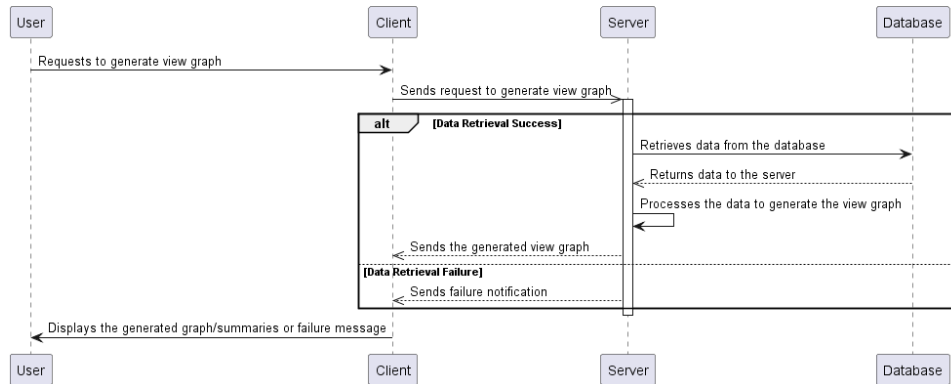 User Client Server Database
Requests to generate view graph
Sends request to generate view graph
alt [Data Retrieval Success]
Retrieves data from the database
Returns data to the server
Processes the data to generate the view graph
Sends the generated view graph
[Data Retrieval Failure]
Sends failure notification
Displays the generated graph/summaries or failure message
User Client Server Database